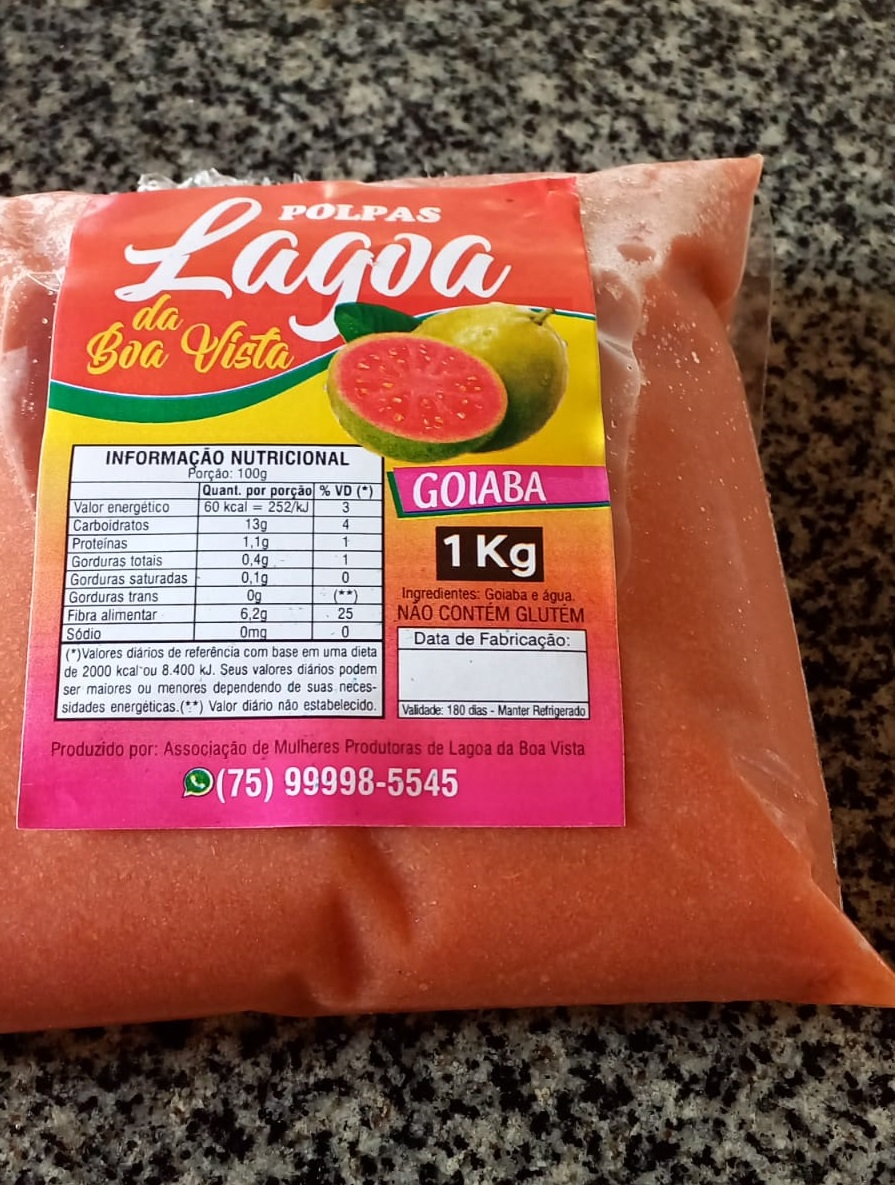 POLPAS
Lagoa
da
Boa Vista
INFORMAÇÃO NUTRICIONAL
Porção: 100g
Quant. por porção % VD (*)
Valor energético 60 kcal = 252/kJ 3
Carboidratos 13g 4
Proteínas 1,1g 1
Gorduras totais 0,4g 1
Gorduras saturadas 0,1g 0
Gorduras trans 0g (**)
Fibra alimentar 6,2g 25
Sódio 0mg 0
(*)Valores diários de referência com base em uma dieta
de 2000 kcal ou 8.400 kJ. Seus valores diários podem
ser maiores ou menores dependendo de suas neces-
sidades energéticas.(**) Valor diário não estabelecido.
GOIABA
1 Kg
Ingredientes: Goiaba e água.
NÃO CONTÉM GLUTÉM
Data de Fabricação:
Validade: 180 dias - Manter Refrigerado
Produzido por: Associação de Mulheres Produtoras de Lagoa da Boa Vista
(75) 99998-5545